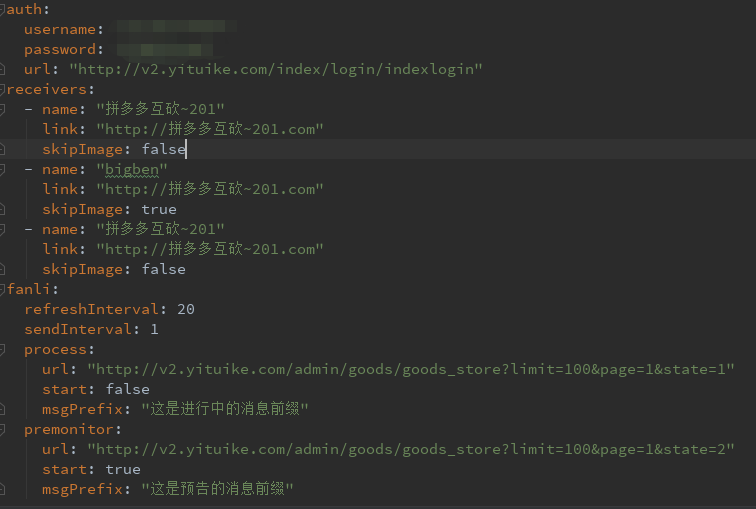 auth:
username:
password:
url: "http://v2.yituike.com/index/login/indexlogin"
receivers:
- name: "拼多多互砍~201"
link: "http://拼多多互砍~201.com"
skipImage: false
- name: "bigben"
link: "http://拼多多互砍~201.com"
skipImage: true
- name: "拼多多互砍~201"
link: "http://拼多多互砍~201.com"
skipImage: false
fanli:
refreshInterval: 20
sendInterval: 1
process:
url: "http://v2.yituike.com/admin/goods/goods_store?limit=100&page=1&state=1"
start: false
msgPrefix: "这是进行中的消息前缀"
premonitor:
url: "http://v2.yituike.com/admin/goods/goods_store?limit=100&page=1&state=2"
start: true
msgPrefix: "这是预告的消息前缀"